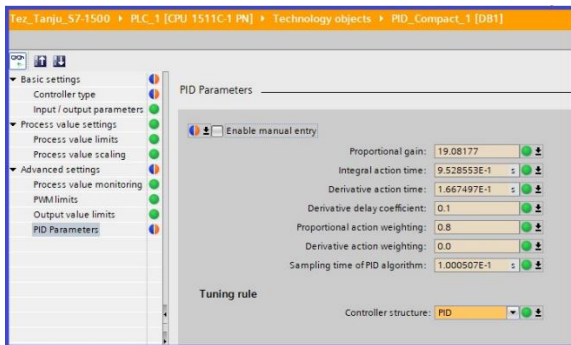 Tez_Tanju_S7-1500 ▸ PLC_1 [CPU 1511C-1 PN] ▸ Technology objects ▸ PID_Compact_1 [DB1]
Basic settings
Controller type
Input / output parameters
Process value settings
Process value limits
Process value scaling
Advanced settings
Process value monitoring
PWM limits
Output value limits
PID Parameters
PID Parameters
Enable manual entry
Proportional gain: 19.08177
Integral action time: 9.528553E-1 s
Derivative action time: 1.667497E-1 s
Derivative delay coefficient: 0.1
Proportional action weighting: 0.8
Derivative action weighting: 0.0
Sampling time of PID algorithm: 1.000507E-1 s
Tuning rule
Controller structure: PID